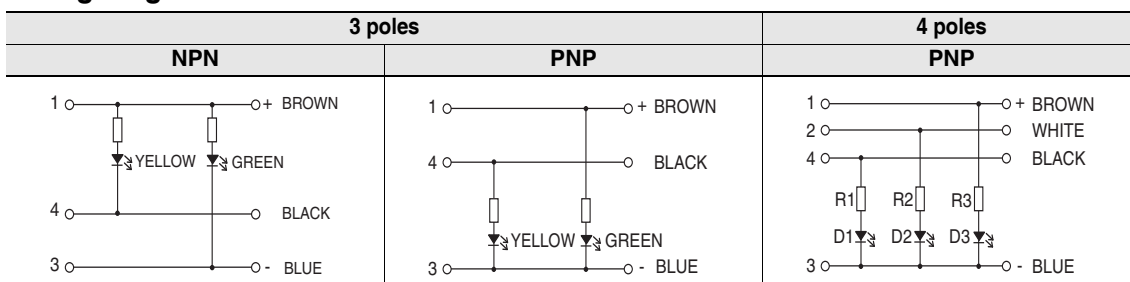 3 poles 4 poles
NPN PNP PNP
1 + BROWN
YELLOW GREEN
4 BLACK
3 - BLUE
1 + BROWN
4 BLACK
YELLOW GREEN
3 - BLUE
1 + BROWN
2 WHITE
4 BLACK
R1 R2 R3
D1 D2 D3
3 - BLUE